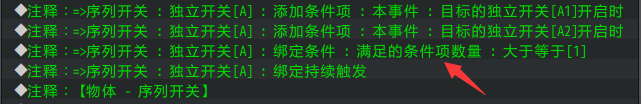 ◆注释：=>序列开关 : 独立开关[A] : 添加条件项 : 本事件 : 目标的独立开关[A1]开启时
◆注释：=>序列开关 : 独立开关[A] : 添加条件项 : 本事件 : 目标的独立开关[A2]开启时
◆注释：=>序列开关 : 独立开关[A] : 绑定条件 : 满足的条件项数量 : 大于等于[1]
◆注释：=>序列开关 : 独立开关[A] : 绑定持续触发
◆注释：【物体 - 序列开关】